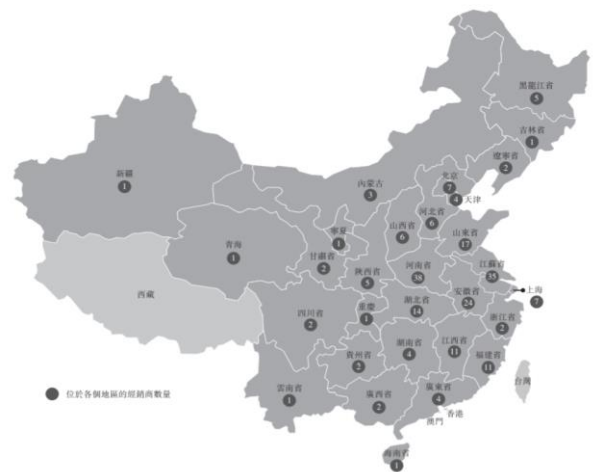 黑龍江省
5
吉林省
1
遼寧省
2
新疆
1
內蒙古
3
北京
7
4 天津
河北省
6
山西省
6
寧夏
1
山東省
17
青海
1
甘肅省
2
陝西省
5
河南省
38
江蘇省
35
安徽省
24
上海
7
西藏
四川省
2
重慶
1
湖北省
14
浙江省
2
湖南省
4
江西省
11
福建省
11
貴州省
2
雲南省
1
廣西省
2
廣東省
4
香港
澳門
台灣
海南省
1
位於各個地區的經銷商數量